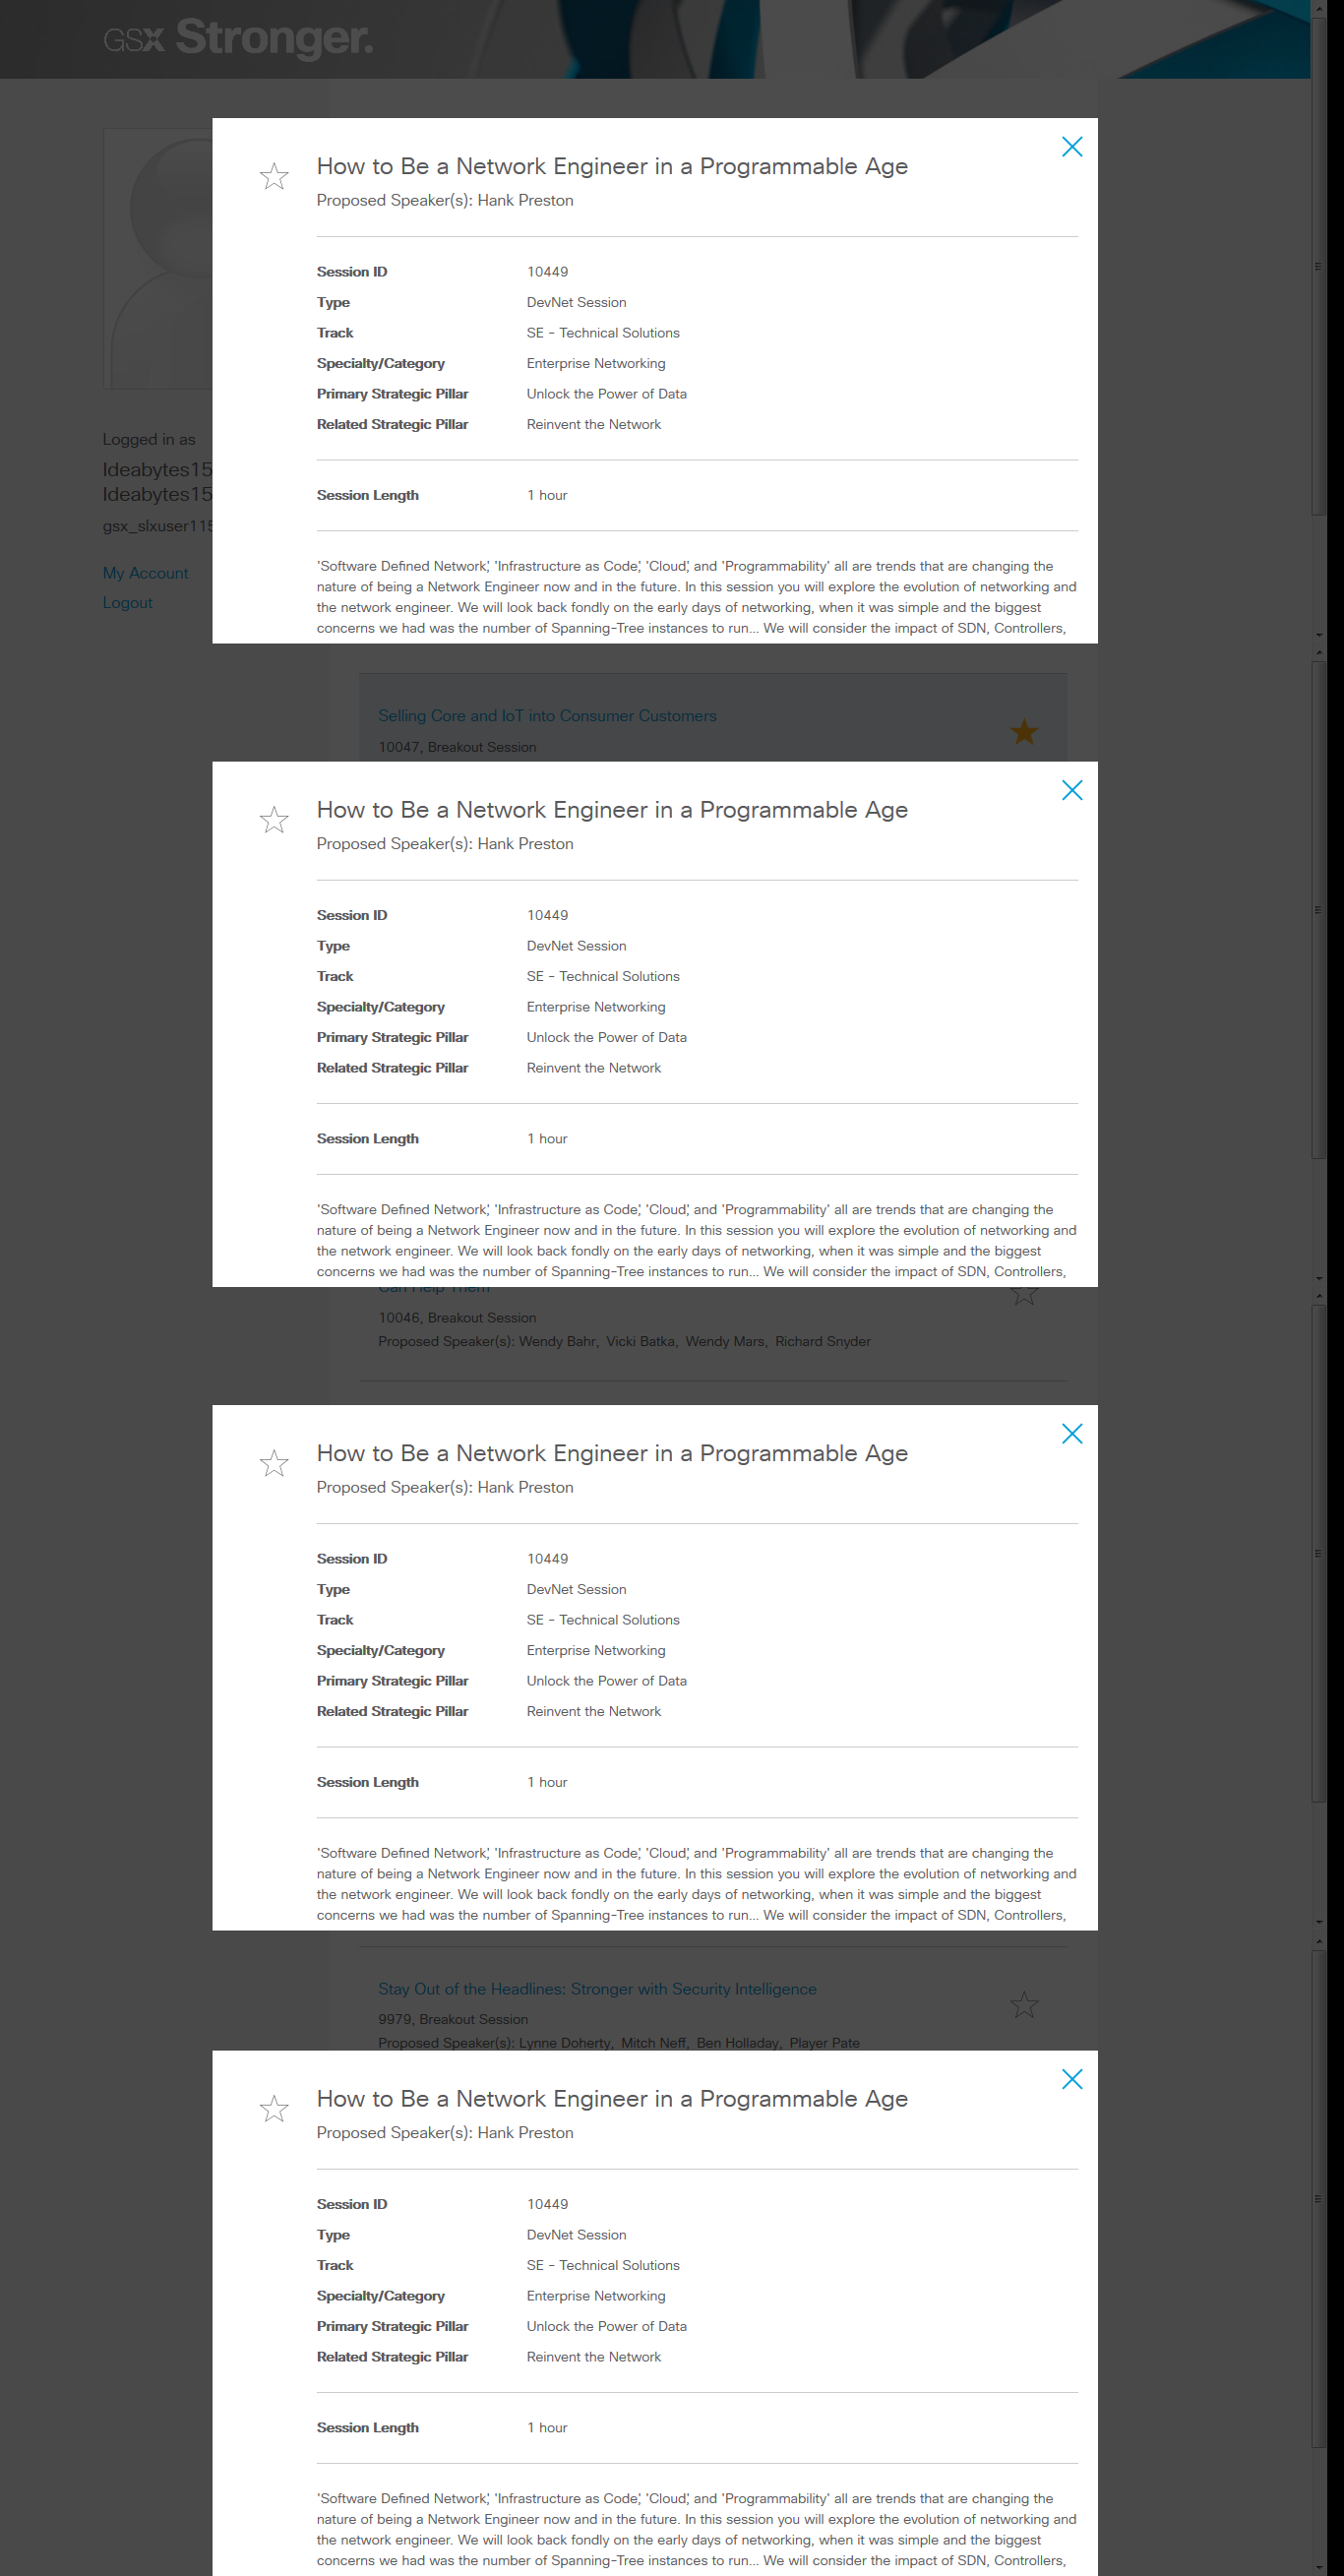 GSX Stronger.
How to Be a Network Engineer in a Programmable Age
Proposed Speaker(s): Hank Preston
Session ID 10449
Type DevNet Session
Track SE - Technical Solutions
Specialty/Category Enterprise Networking
Primary Strategic Pillar Unlock the Power of Data
Related Strategic Pillar Reinvent the Network
Logged in as
Ideabytes15
Ideabytes15
gsx_slxuser115
My Account
Logout
Session Length 1 hour
'Software Defined Network,' 'Infrastructure as Code,' 'Cloud,' and 'Programmability' all are trends that are changing the
nature of being a Network Engineer now and in the future. In this session you will explore the evolution of networking and
the network engineer. We will look back fondly on the early days of networking, when it was simple and the biggest
concerns we had was the number of Spanning-Tree instances to run... We will consider the impact of SDN, Controllers,
Selling Core and IoT into Consumer Customers
10047, Breakout Session
How to Be a Network Engineer in a Programmable Age
Proposed Speaker(s): Hank Preston
Session ID 10449
Type DevNet Session
Track SE - Technical Solutions
Specialty/Category Enterprise Networking
Primary Strategic Pillar Unlock the Power of Data
Related Strategic Pillar Reinvent the Network
Session Length 1 hour
'Software Defined Network,' 'Infrastructure as Code,' 'Cloud,' and 'Programmability' all are trends that are changing the
nature of being a Network Engineer now and in the future. In this session you will explore the evolution of networking and
the network engineer. We will look back fondly on the early days of networking, when it was simple and the biggest
concerns we had was the number of Spanning-Tree instances to run... We will consider the impact of SDN, Controllers,
Can Help Them
10046, Breakout Session
Proposed Speaker(s): Wendy Bahr, Vicki Batka, Wendy Mars, Richard Snyder
How to Be a Network Engineer in a Programmable Age
Proposed Speaker(s): Hank Preston
Session ID 10449
Type DevNet Session
Track SE - Technical Solutions
Specialty/Category Enterprise Networking
Primary Strategic Pillar Unlock the Power of Data
Related Strategic Pillar Reinvent the Network
Session Length 1 hour
'Software Defined Network,' 'Infrastructure as Code,' 'Cloud,' and 'Programmability' all are trends that are changing the
nature of being a Network Engineer now and in the future. In this session you will explore the evolution of networking and
the network engineer. We will look back fondly on the early days of networking, when it was simple and the biggest
concerns we had was the number of Spanning-Tree instances to run... We will consider the impact of SDN, Controllers,
Stay Out of the Headlines: Stronger with Security Intelligence
9979, Breakout Session
Proposed Speaker(s): Lynne Doherty, Mitch Neff, Ben Holladay, Player Pate
How to Be a Network Engineer in a Programmable Age
Proposed Speaker(s): Hank Preston
Session ID 10449
Type DevNet Session
Track SE - Technical Solutions
Specialty/Category Enterprise Networking
Primary Strategic Pillar Unlock the Power of Data
Related Strategic Pillar Reinvent the Network
Session Length 1 hour
'Software Defined Network,' 'Infrastructure as Code,' 'Cloud,' and 'Programmability' all are trends that are changing the
nature of being a Network Engineer now and in the future. In this session you will explore the evolution of networking and
the network engineer. We will look back fondly on the early days of networking, when it was simple and the biggest
concerns we had was the number of Spanning-Tree instances to run... We will consider the impact of SDN, Controllers,